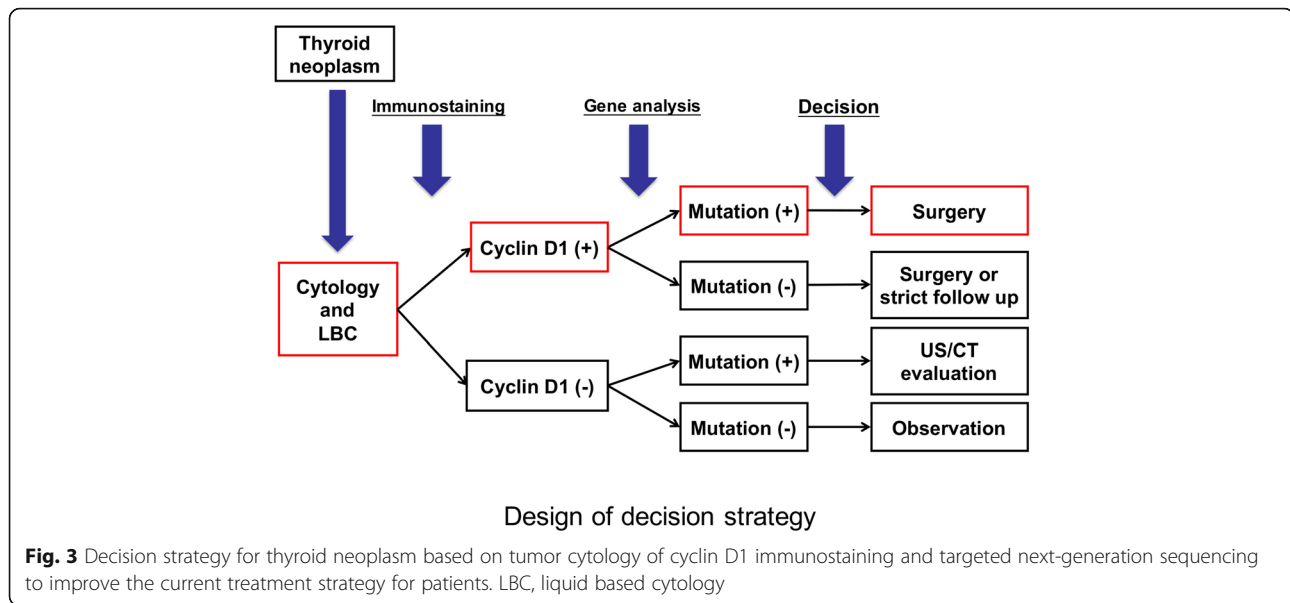 Thyroid
neoplasm
Immunostaining
Gene analysis
Decision
Cytology
and
LBC
Cyclin D1 (+)
Cyclin D1 (-)
Mutation (+)
Mutation (-)
Mutation (+)
Mutation (-)
Surgery
Surgery or
strict follow up
US/CT
evaluation
Observation
Design of decision strategy
Fig. 3 Decision strategy for thyroid neoplasm based on tumor cytology of cyclin D1 immunostaining and targeted next-generation sequencing
to improve the current treatment strategy for patients. LBC, liquid based cytology